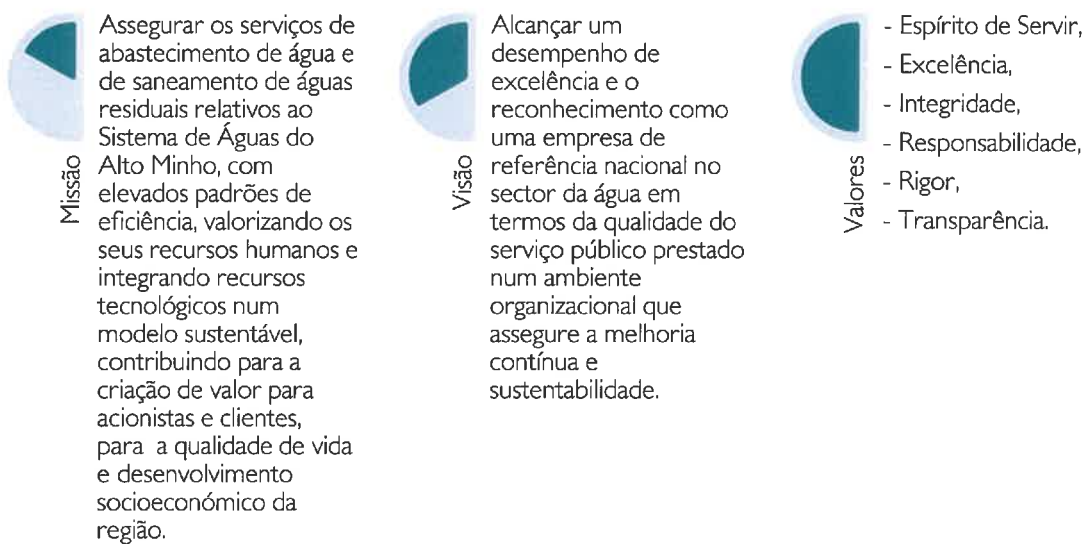 Missão
Assegurar os serviços de
abastecimento de água e
de saneamento de águas
residuais relativos ao
Sistema de Águas do
Alto Minho, com
elevados padrões de
eficiência, valorizando os
seus recursos humanos e
integrando recursos
tecnológicos num
modelo sustentável,
contribuindo para a
criação de valor para
acionistas e clientes,
para a qualidade de vida
e desenvolvimento
socioeconómico da
região.
Visão
Alcançar um
desempenho de
excelência e o
reconhecimento como
uma empresa de
referência nacional no
sector da água em
termos da qualidade do
serviço público prestado
num ambiente
organizacional que
assegure a melhoria
contínua e
sustentabilidade.
Valores
- Espírito de Servir,
- Excelência,
- Integridade,
- Responsabilidade,
- Rigor,
- Transparência.